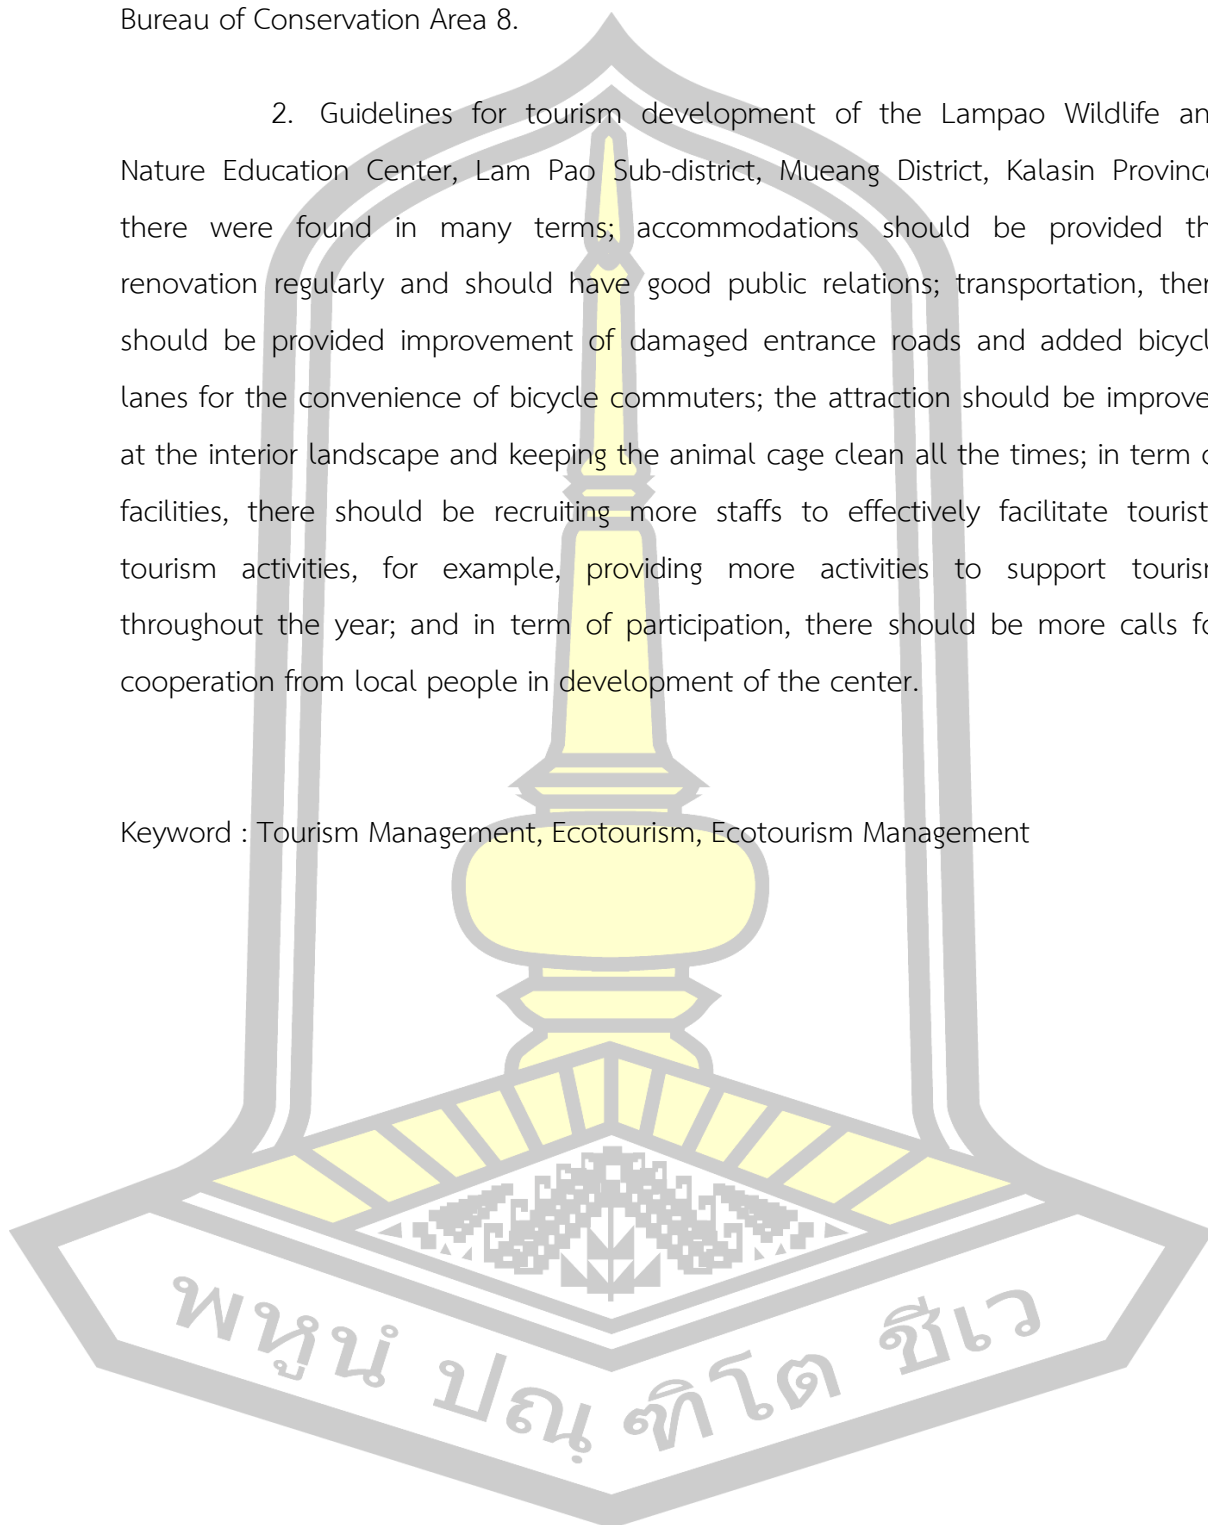 Bureau of Conservation Area 8.
2. Guidelines for tourism development of the Lampao Wildlife an
Nature Education Center, Lam Pao Sub-district, Mueang District, Kalasin Province
there were found in many terms; accommodations should be provided th
renovation regularly and should have good public relations; transportation, ther
should be provided improvement of damaged entrance roads and added bicycl
lanes for the convenience of bicycle commuters; the attraction should be improve
at the interior landscape and keeping the animal cage clean all the times; in term o
facilities, there should be recruiting more staffs to effectively facilitate tourist
tourism activities, for example, providing more activities to support tourism
throughout the year; and in term of participation, there should be more calls fo
cooperation from local people in development of the center.
Keyword : Tourism Management, Ecotourism, Ecotourism Management
พหูนํ ปณฺฑิโต ชีเว